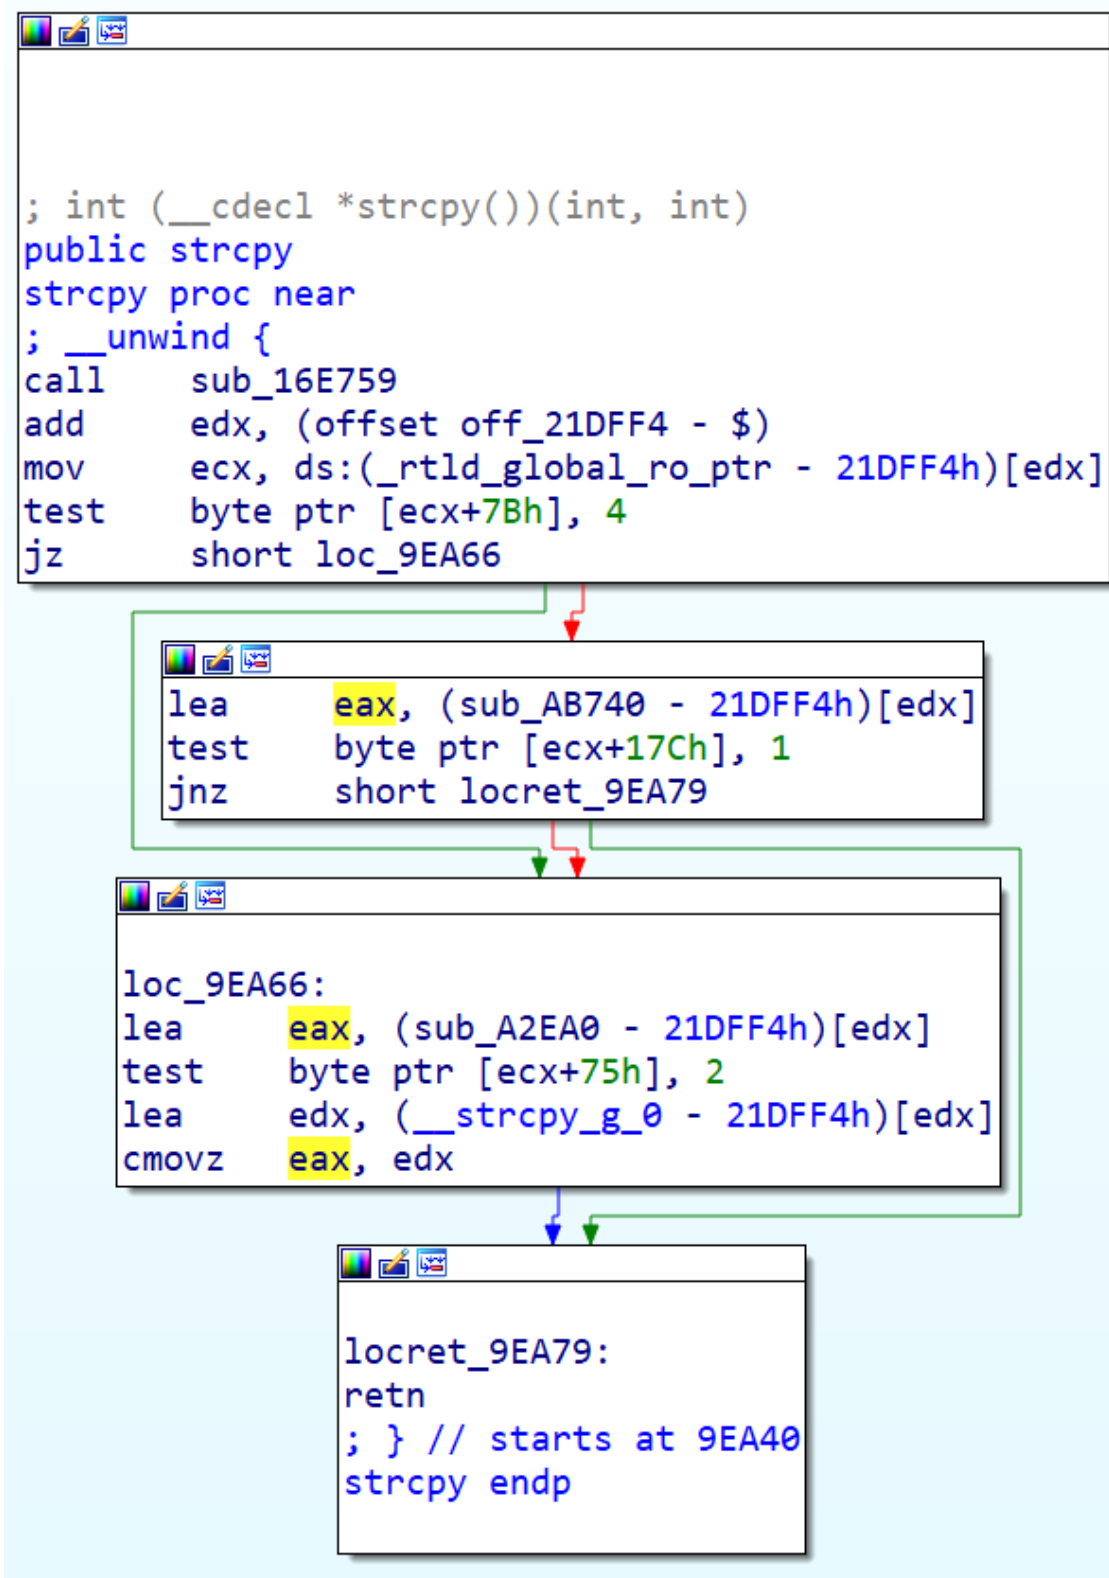 ; int (__cdecl *strcpy())(int, int)
public strcpy
strcpy proc near
; __unwind {
call    sub_16E759
add     edx, (offset off_21DFF4 - $)
mov     ecx, ds:(_rtld_global_ro_ptr - 21DFF4h)[edx]
test    byte ptr [ecx+7Bh], 4
jz      short loc_9EA66
lea     eax, (sub_AB740 - 21DFF4h)[edx]
test    byte ptr [ecx+17Ch], 1
jnz     short locret_9EA79
loc_9EA66:
lea     eax, (sub_A2EA0 - 21DFF4h)[edx]
test    byte ptr [ecx+75h], 2
lea     edx, (__strcpy_g_0 - 21DFF4h)[edx]
cmovz   eax, edx
locret_9EA79:
retn
; } // starts at 9EA40
strcpy endp